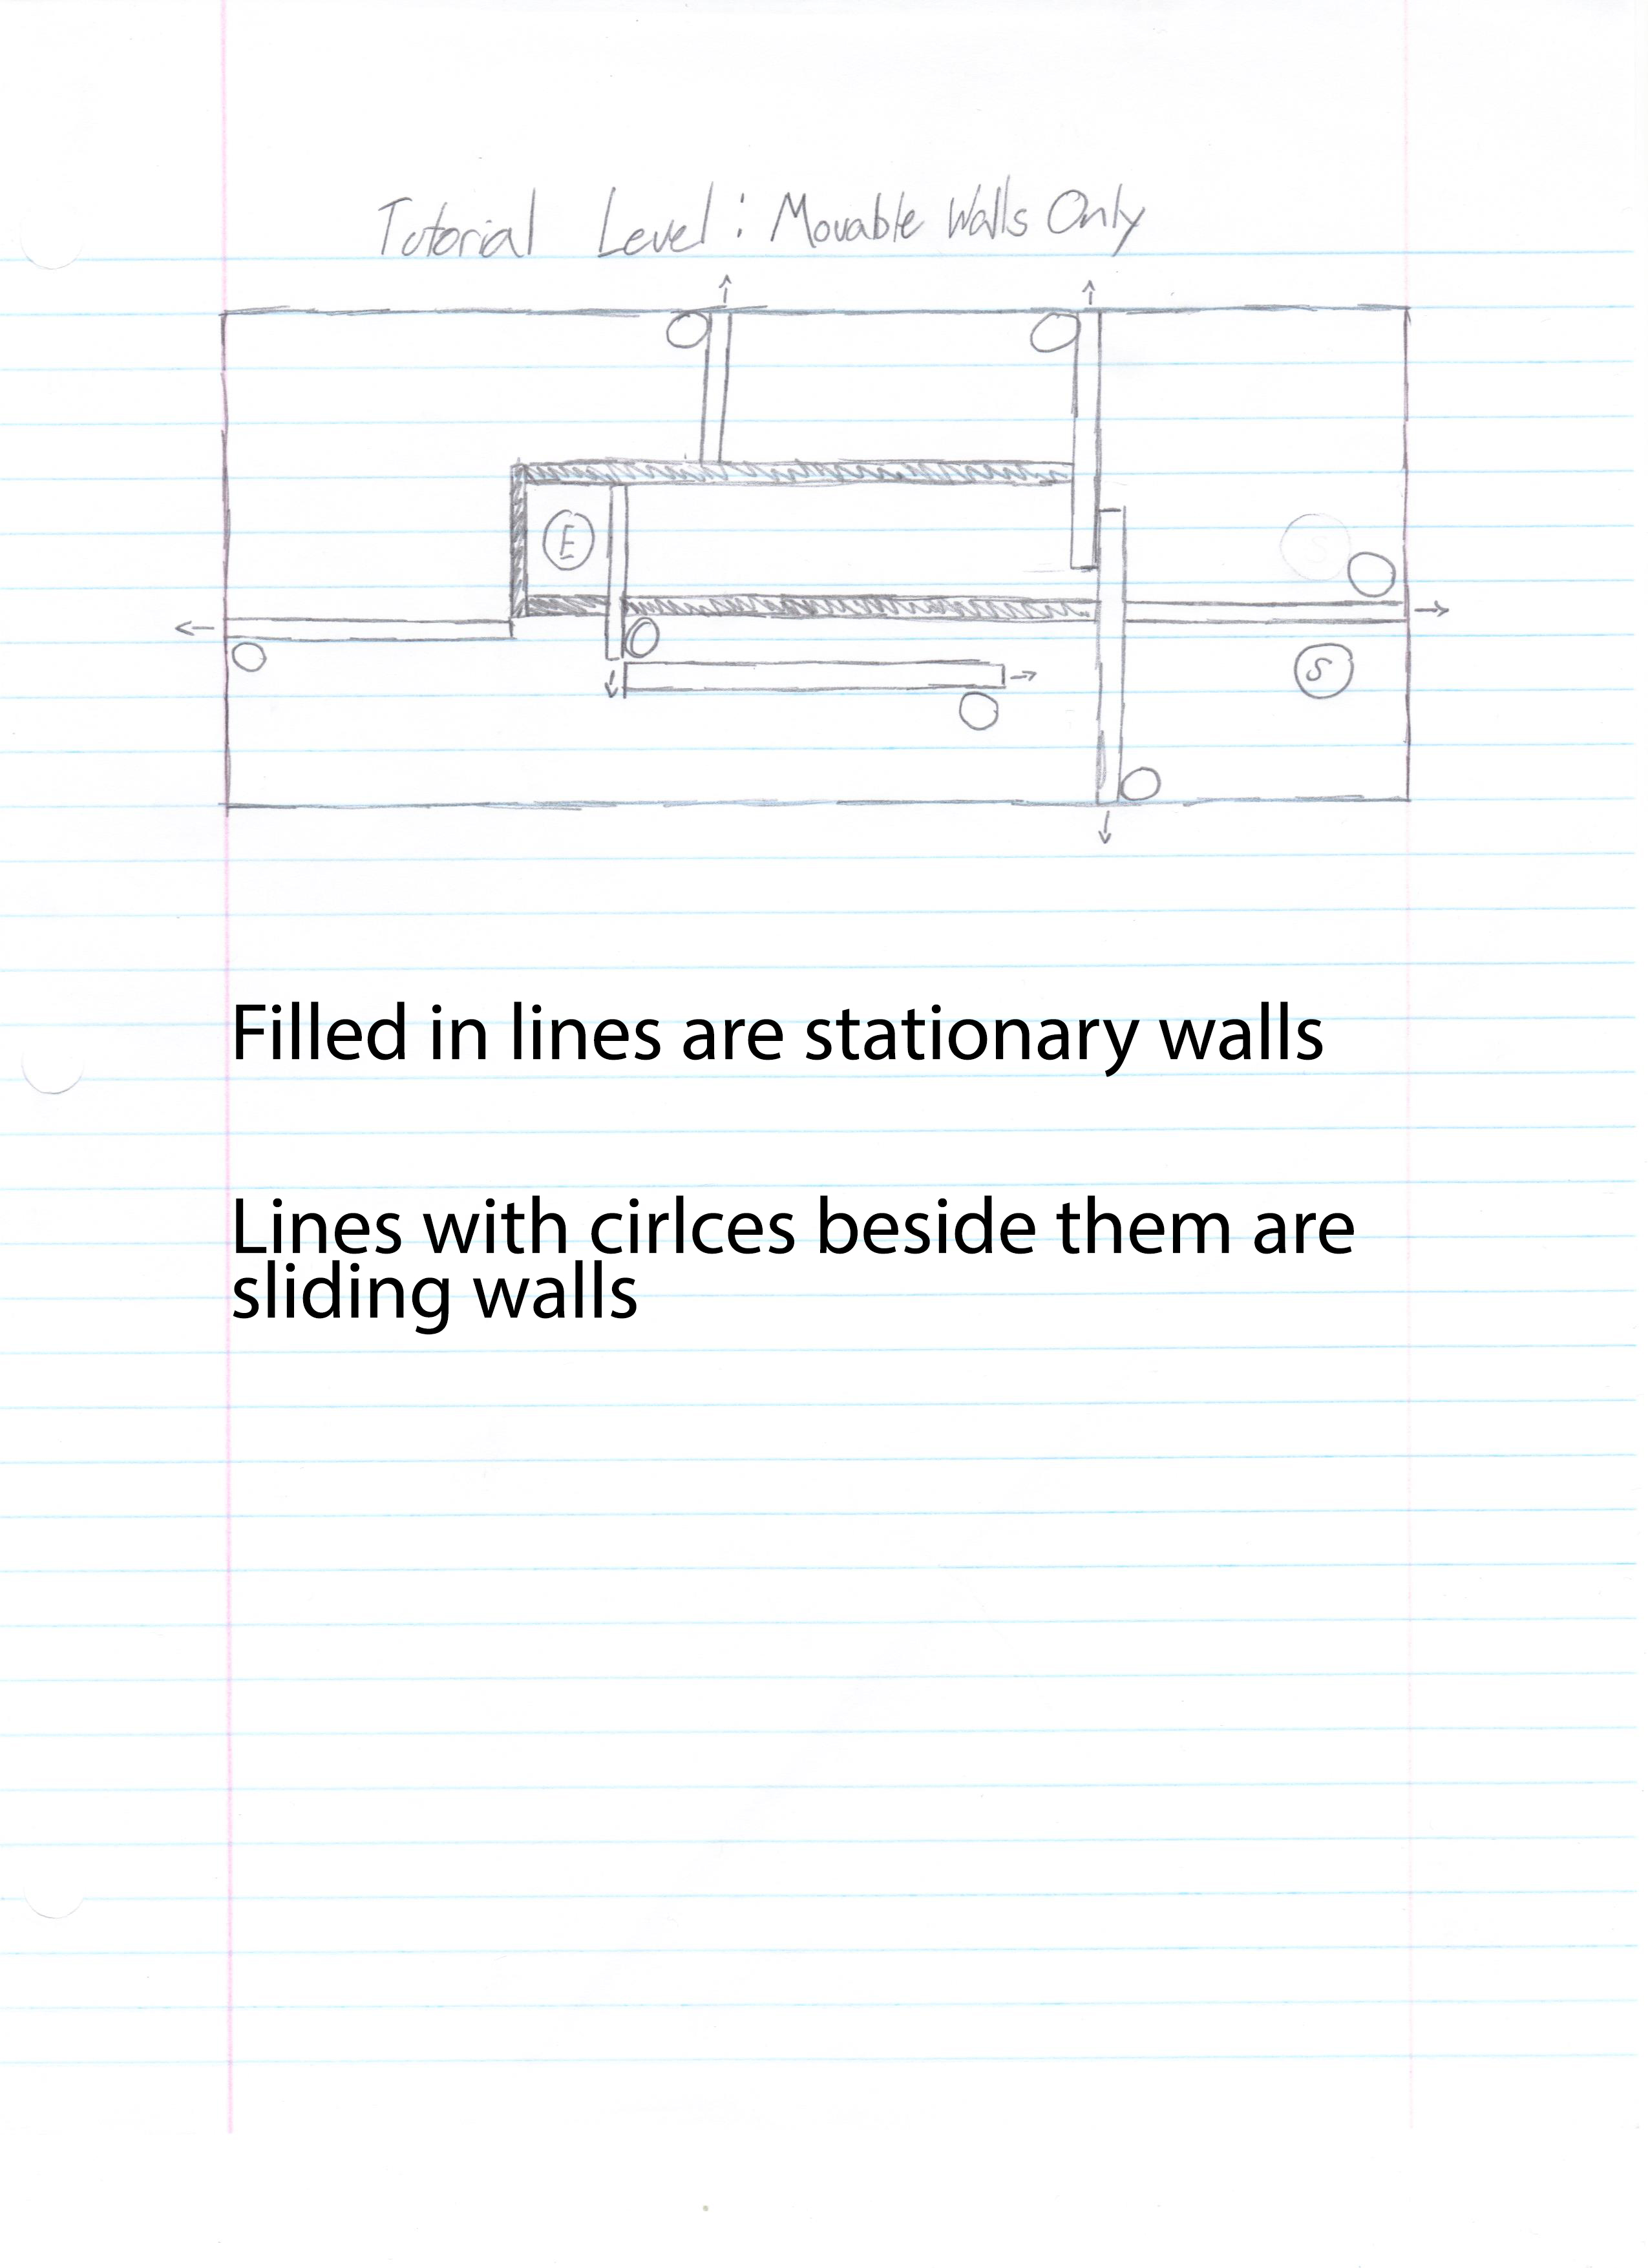 Tutorial Level: Movable Walls Only
E
S
S
Filled in lines are stationary walls
Lines with cirlces beside them are
sliding walls